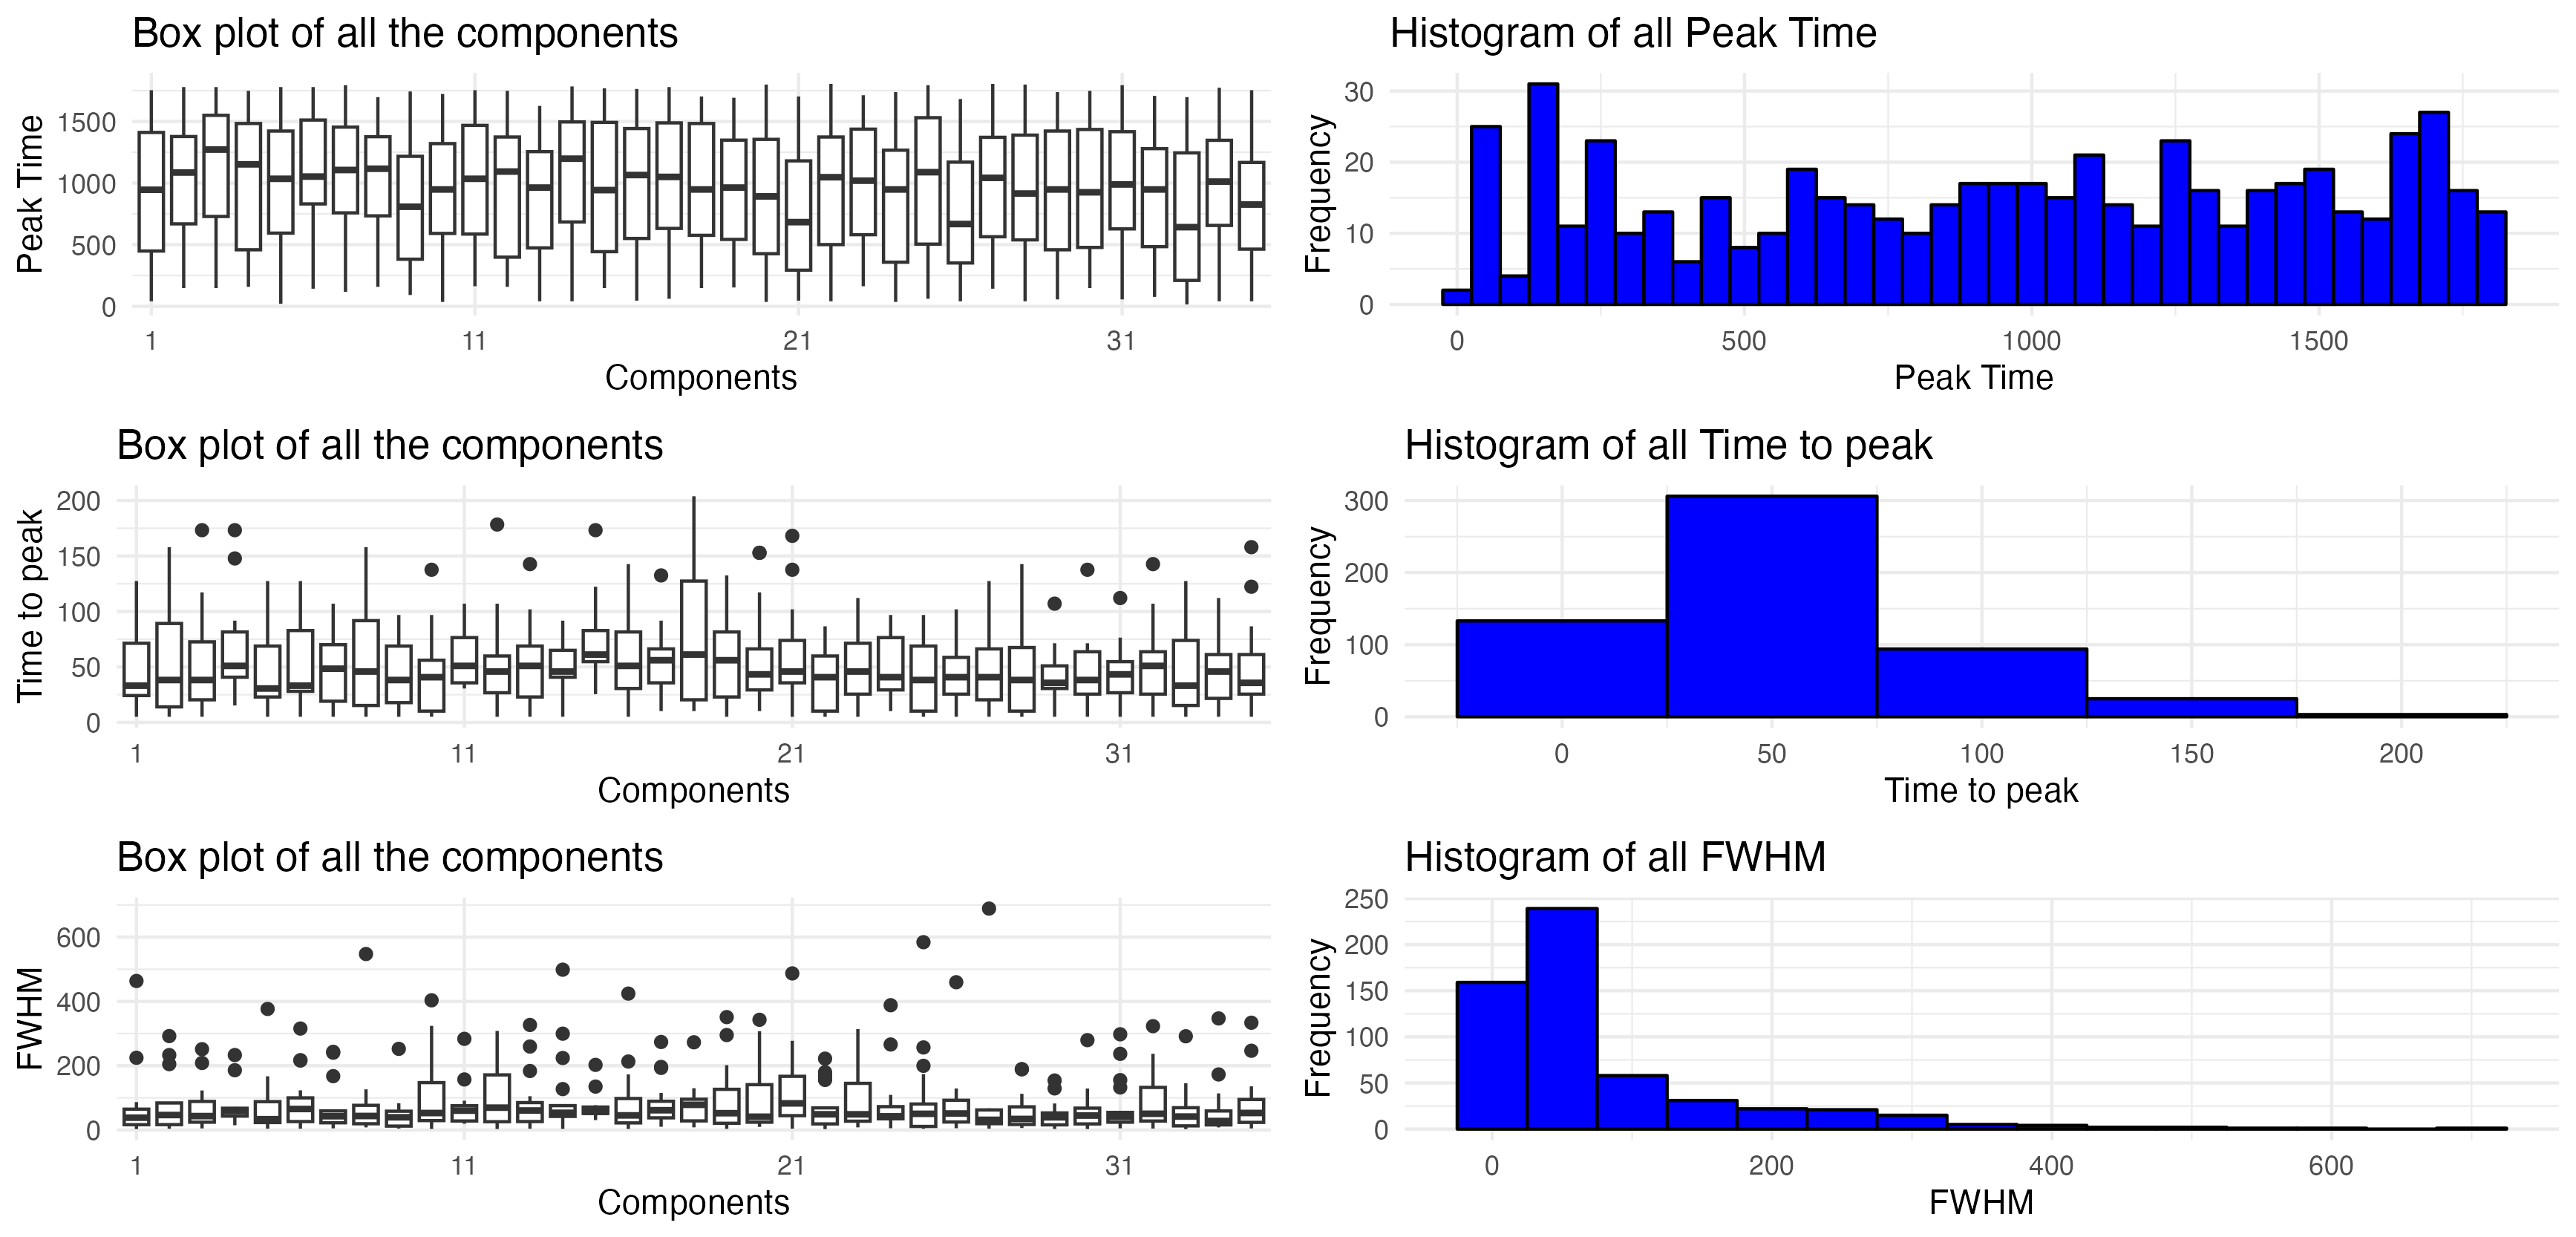 Box plot of all the components
Peak Time
1500
1000
500
0
1 11 21 31
Components
Histogram of all Peak Time
Frequency
30
20
10
0
0 500 1000 1500
Peak Time
Box plot of all the components
Time to peak
200
150
100
50
0
1 11 21 31
Components
Histogram of all Time to peak
Frequency
300
200
100
0
0 50 100 150 200
Time to peak
Box plot of all the components
FWHM
600
400
200
0
1 11 21 31
Components
Histogram of all FWHM
Frequency
250
200
150
100
50
0
0 200 400 600
FWHM